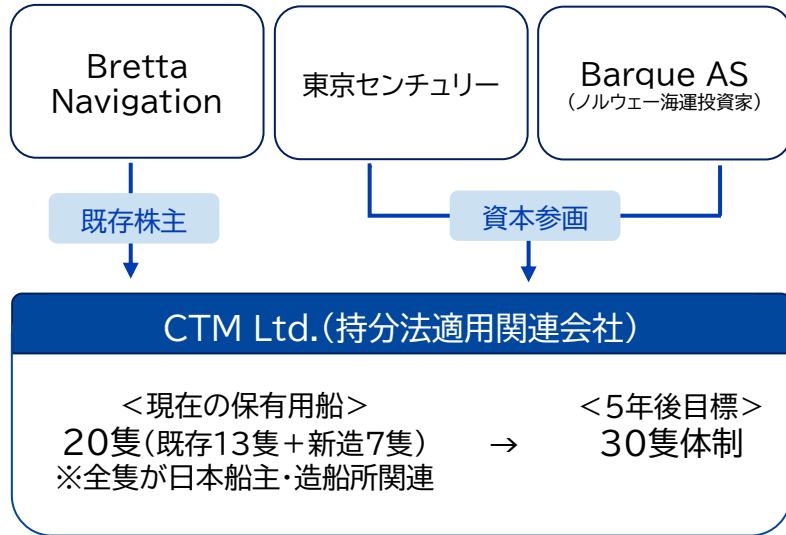 Bretta
Navigation
東京センチュリー
Barque AS
（ノルウェー海運投資家）
既存株主
資本参画
CTM Ltd.（持分法適用関連会社）
＜現在の保有用船＞
20隻（既存13隻＋新造7隻）
※全隻が日本船主・造船所関連
→
＜5年後目標＞
30隻体制